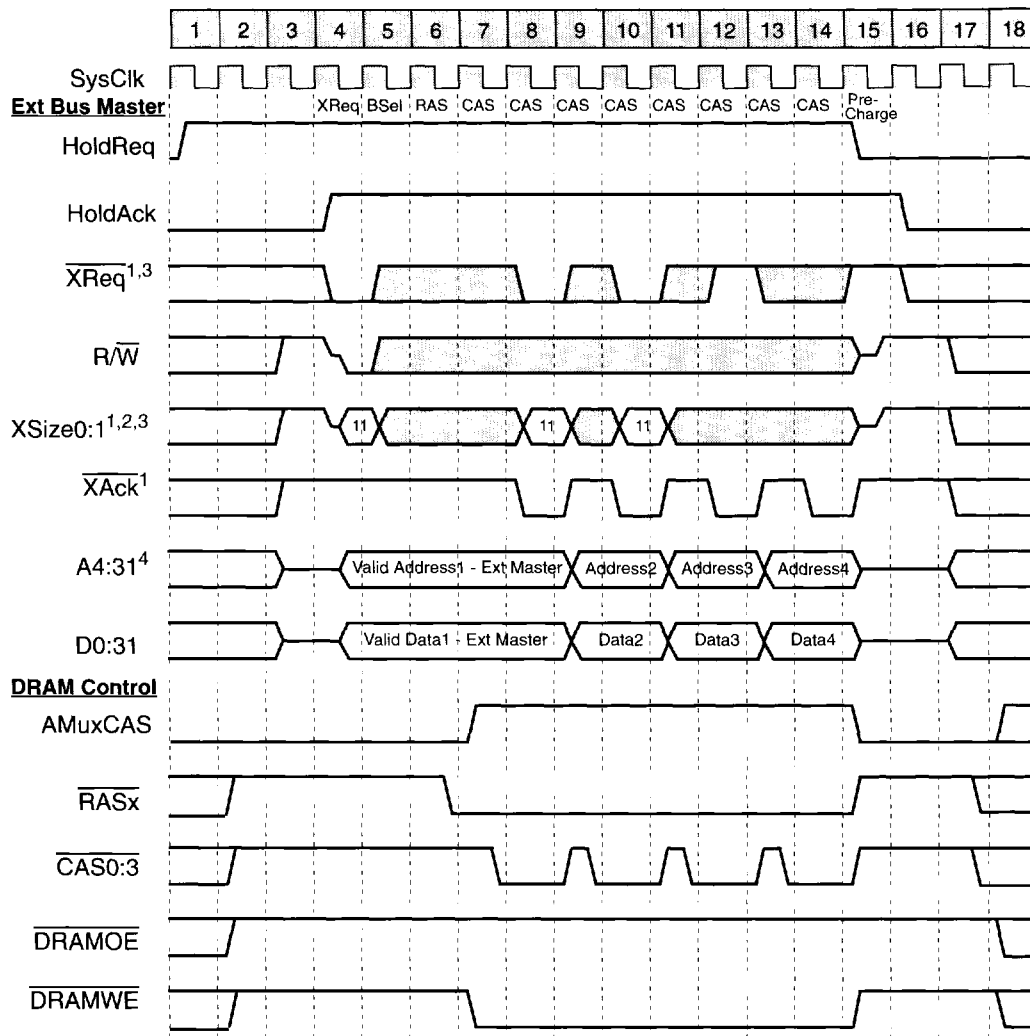 1 2 3 4 5 6 7 8 9 10 11 12 13 14 15 16 17 18
SysClk
Ext Bus Master
XReq BSel RAS CAS CAS CAS CAS CAS CAS CAS CAS Pre-Charge
HoldReq
HoldAck
XReq1,3
R/W
XSize0:11,2,3
11 11 11
XAck1
A4:314
Valid Address1 - Ext Master Address2 Address3 Address4
D0:31
Valid Data1 - Ext Master Data2 Data3 Data4
DRAM Control
AMuxCAS
RASx
CAS0:3
DRAMOE
DRAMWE